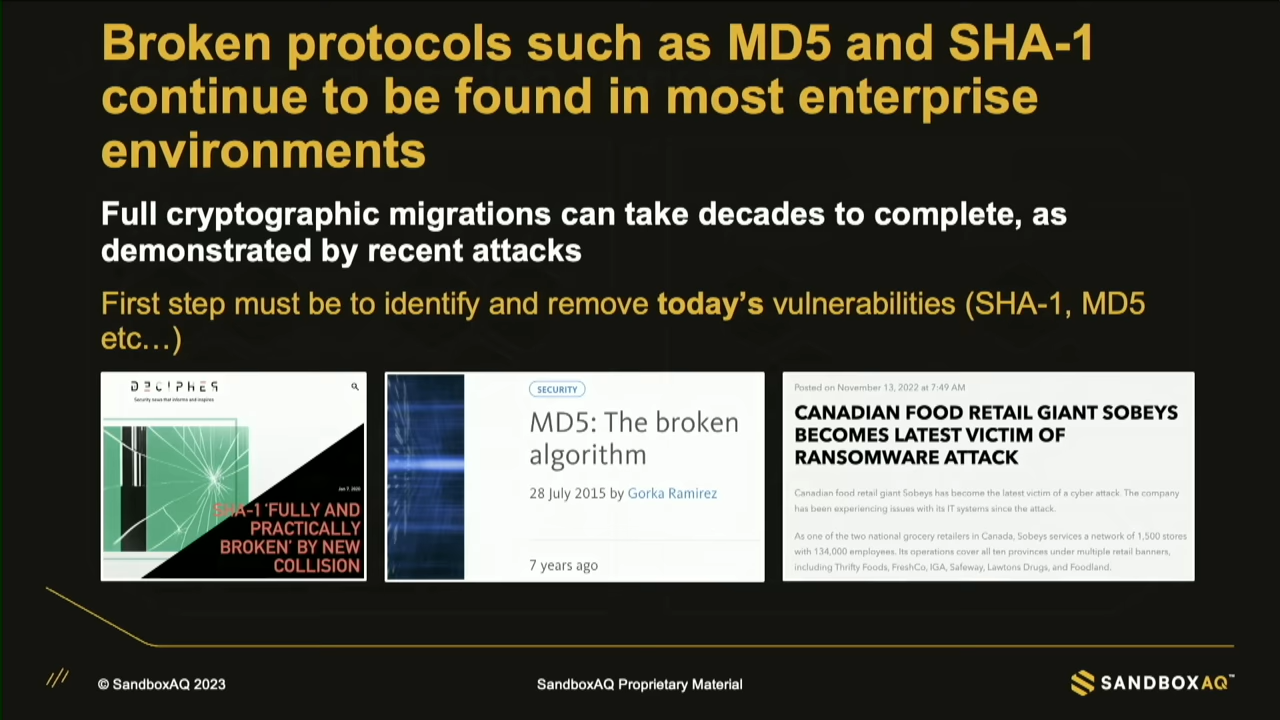 Broken protocols such as MD5 and SHA-1
continue to be found in most enterprise
environments
Full cryptographic migrations can take decades to complete, as
demonstrated by recent attacks
First step must be to identify and remove today's vulnerabilities (SHA-1, MD5
etc…)
DECIPHER
Security news that informs and inspires
Jan 7, 2020
SHA-1 'FULLY AND
PRACTICALLY
BROKEN' BY NEW
COLLISION
SECURITY
MD5: The broken
algorithm
28 July 2015 by Gorka Ramirez
7 years ago
Posted on November 13, 2022 at 7:49 AM
CANADIAN FOOD RETAIL GIANT SOBEYS
BECOMES LATEST VICTIM OF
RANSOMWARE ATTACK
Canadian food retail giant Sobeys has become the latest victim of a cyber attack. The company
has been experiencing issues with its IT systems since the attack.
As one of the two national grocery retailers in Canada, Sobeys services a network of 1,500 stores
with 134,000 employees. Its operations cover all ten provinces under multiple retail banners,
including Thrifty Foods, FreshCo, IGA, Safeway, Lawtons Drugs, and Foodland.
© SandboxAQ 2023
SandboxAQ Proprietary Material
SANDBOXAQ™